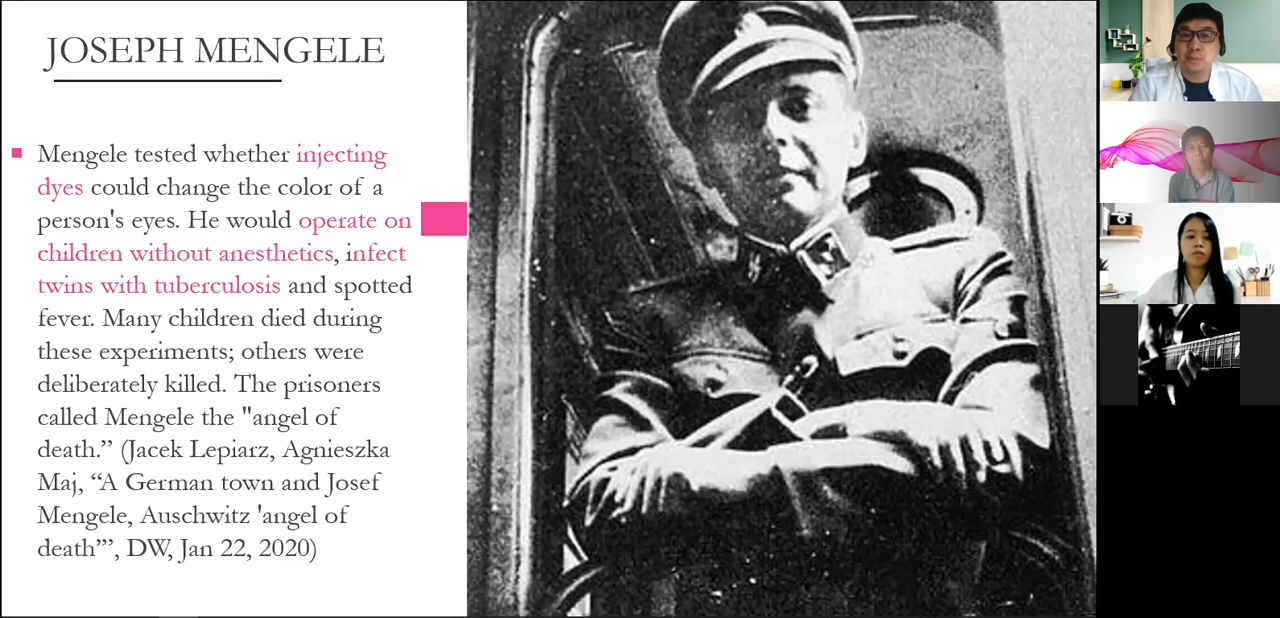 JOSEPH MENGELE
Mengele tested whether injecting
dyes could change the color of a
person's eyes. He would operate on
children without anesthetics, infect
twins with tuberculosis and spotted
fever. Many children died during
these experiments; others were
deliberately killed. The prisoners
called Mengele the "angel of
death.” (Jacek Lepiarz, Agnieszka
Maj, “A German town and Josef
Mengele, Auschwitz 'angel of
death’”, DW, Jan 22, 2020)